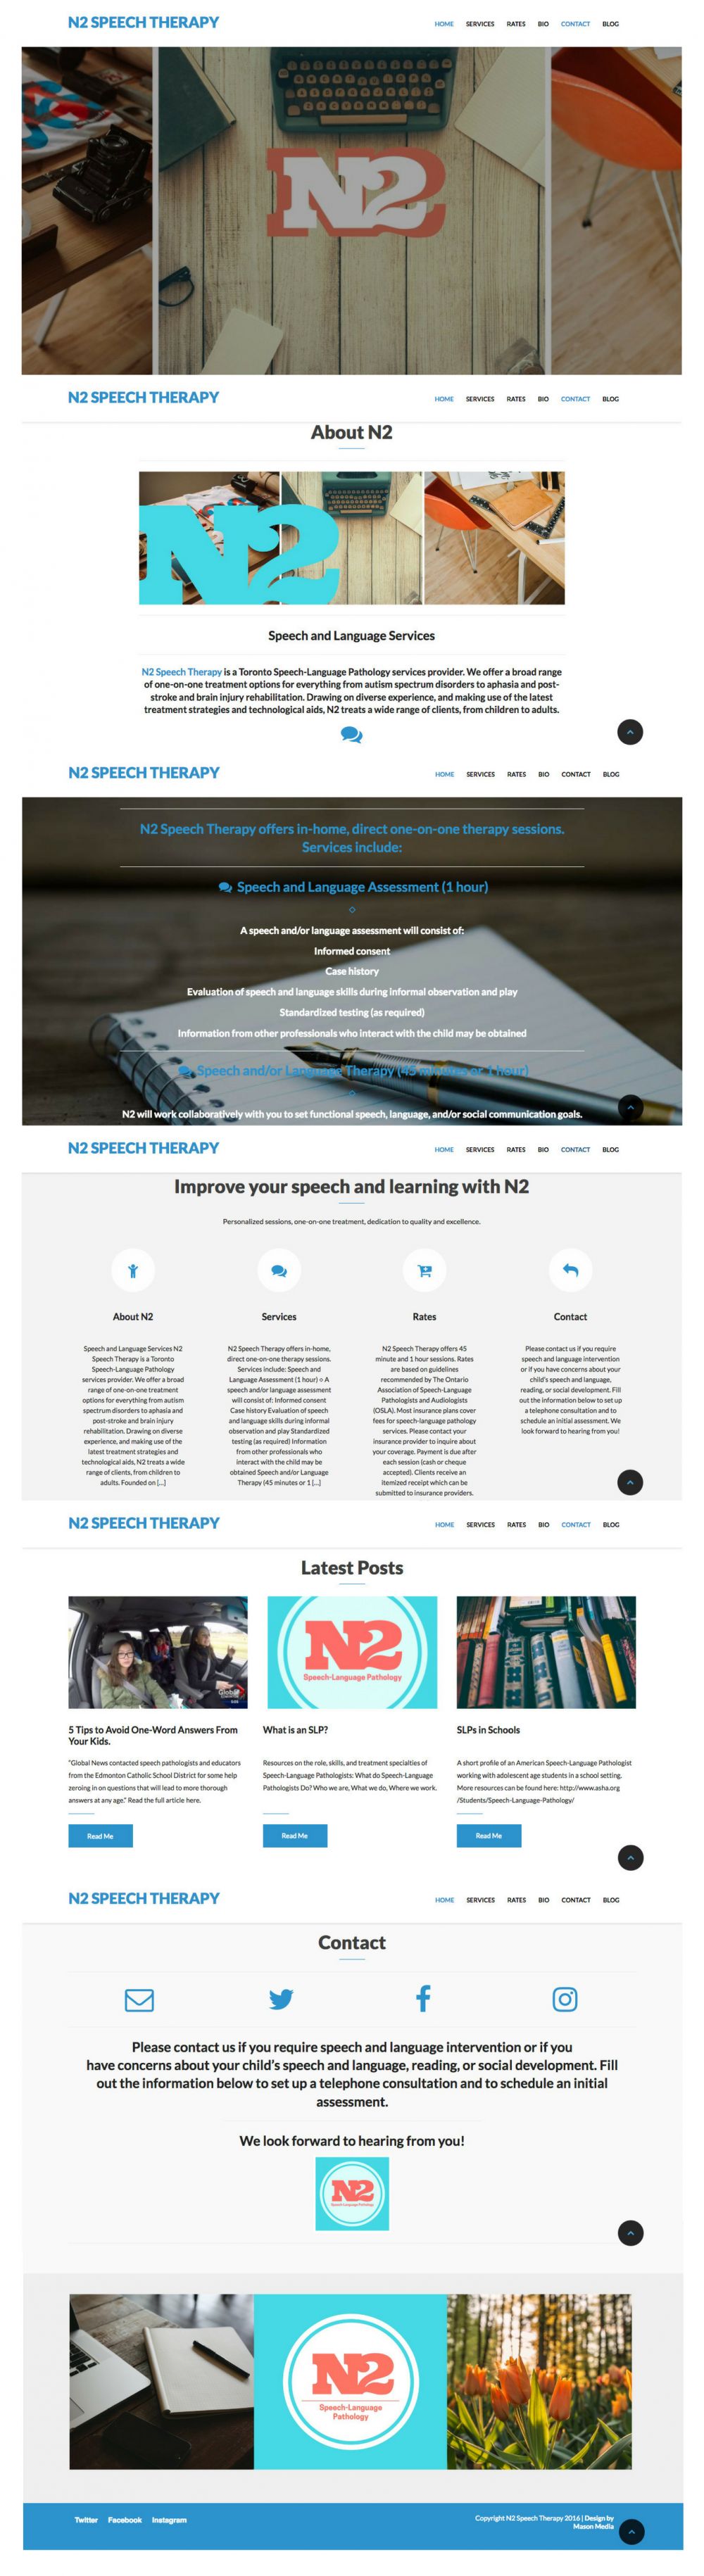 N2 SPEECH THERAPY
HOME SERVICES RATES BIO CONTACT BLOG
N2
N2 SPEECH THERAPY
HOME SERVICES RATES BIO CONTACT BLOG
About N2
N2
Speech and Language Services
N2 Speech Therapy is a Toronto Speech-Language Pathology services provider. We offer a broad range
of one-on-one treatment options for everything from autism spectrum disorders to aphasia and post-
stroke and brain injury rehabilitation. Drawing on diverse experience, and making use of the latest
treatment strategies and technological aids, N2 treats a wide range of clients, from children to adults.
N2 SPEECH THERAPY
HOME SERVICES RATES BIO CONTACT BLOG
N2 Speech Therapy offers in-home, direct one-on-one therapy sessions.
Services include:
Speech and Language Assessment (1 hour)
A speech and/or language assessment will consist of:
Informed consent
Case history
Evaluation of speech and language skills during informal observation and play
Standardized testing (as required)
Information from other professionals who interact with the child may be obtained
Speech and/or Language Therapy (45 minutes or 1 hour)
N2 will work collaboratively with you to set functional speech, language, and/or social communication goals.
N2 SPEECH THERAPY
HOME SERVICES RATES BIO CONTACT BLOG
Improve your speech and learning with N2
Personalized sessions, one-on-one treatment, dedication to quality and excellence.
About N2
Speech and Language Services N2
Speech Therapy is a Toronto
Speech-Language Pathology
services provider. We offer a broad
range of one-on-one treatment
options for everything from autism
spectrum disorders to aphasia and
post-stroke and brain injury
rehabilitation. Drawing on diverse
experience, and making use of the
latest treatment strategies and
technological aids, N2 treats a wide
range of clients, from children to
adults. Founded on [...]
Services
N2 Speech Therapy offers in-home,
direct one-on-one therapy sessions.
Services include: Speech and
Language Assessment (1 hour) ¤ A
speech and/or language assessment
will consist of: Informed consent
Case history Evaluation of speech
and language skills during informal
observation and play Standardized
testing (as required) Information
from other professionals who
interact with the child may be
obtained Speech and/or Language
Therapy (45 minutes or 1 [...]
Rates
N2 Speech Therapy offers 45
minute and 1 hour sessions. Rates
are based on guidelines
recommended by The Ontario
Association of Speech-Language
Pathologists and Audiologists
(OSLA). Most insurance plans cover
fees for speech-language pathology
services. Please contact your
insurance provider to inquire about
your coverage. Payment is due after
each session (cash or cheque
accepted). Clients receive an
itemized receipt which can be
submitted to insurance providers.
Contact
Please contact us if you require
speech and language intervention
or if you have concerns about your
child's speech and language,
reading, or social development. Fill
out the information below to set up
a telephone consultation and to
schedule an initial assessment. We
look forward to hearing from you!
N2 SPEECH THERAPY
HOME SERVICES RATES BIO CONTACT BLOG
Latest Posts
Global
5 Tips to Avoid One-Word Answers From
Your Kids.
"Global News contacted speech pathologists and educators
from the Edmonton Catholic School District for some help
zeroing in on questions that will lead to more thorough
answers at any age." Read the full article here.
Read Me
N2
Speech-Language Pathology
What is an SLP?
Resources on the role, skills, and treatment specialties of
Speech-Language Pathologists: What do Speech-Language
Pathologists Do? Who we are, What we do, Where we work.
Read Me
SLPs in Schools
A short profile of an American Speech-Language Pathologist
working with adolescent age students in a school setting.
More resources can be found here: http://www.asha.org
/Students/Speech-Language-Pathology/
Read Me
N2 SPEECH THERAPY
HOME SERVICES RATES BIO CONTACT BLOG
Contact
Please contact us if you require speech and language intervention or if you
have concerns about your child's speech and language, reading, or social development. Fill
out the information below to set up a telephone consultation and to schedule an initial
assessment.
We look forward to hearing from you!
N2
Speech-Language Pathology
N2
Speech-Language
Pathology
Twitter Facebook Instagram
Copyright N2 Speech Therapy 2016 | Design by
Mason Media